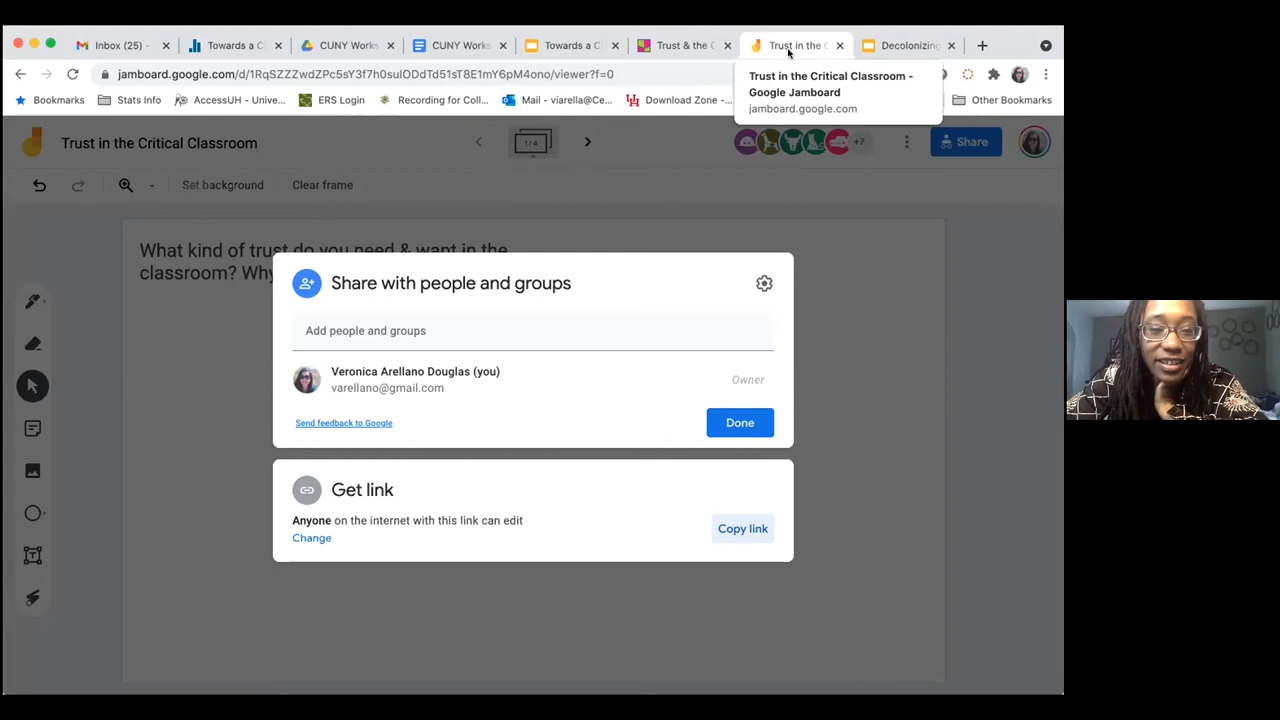 Inbox (25) -
Towards a C
CUNY Works
CUNY Works
Towards a C
Trust & the C
Trust in the C
Decolonizing
jamboard.google.com/d/1RqSZZZwdZPc5sY3f7h0sulODdTd51sT8E1mY6pM4ono/viewer?f=0
Trust in the Critical Classroom -
Google Jamboard
jamboard.google.com
Bookmarks
Stats Info
AccessUH - Unive...
ERS Login
Recording for Coll...
Mail - viarella@Ce...
Download Zone -...
Other Bookmarks
Trust in the Critical Classroom
1/4
+7
Share
Set background
Clear frame
What kind of trust do you need & want in the
classroom? Why
Share with people and groups
Add people and groups
Veronica Arellano Douglas (you)
varellano@gmail.com
Owner
Send feedback to Google
Done
Get link
Anyone on the internet with this link can edit
Change
Copy link